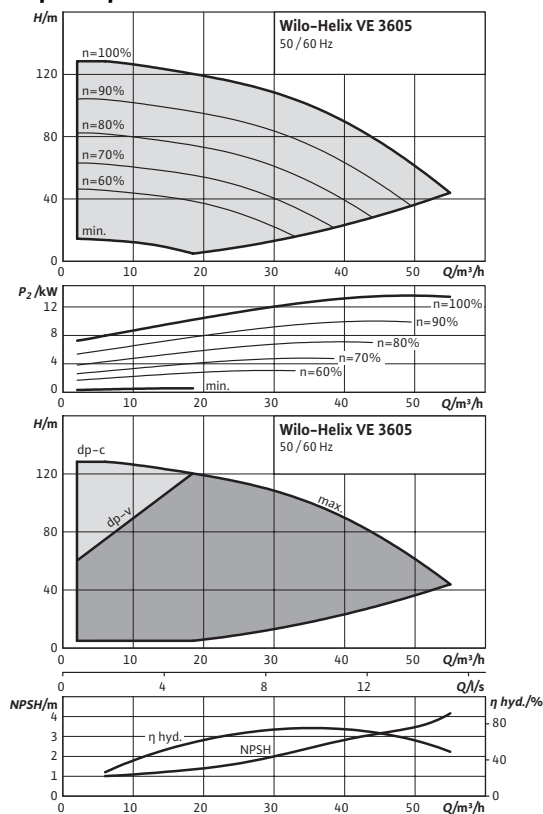 H/m
Wilo-Helix VE 3605
50 / 60 Hz
n=100%
120
n=90%
n=80%
80
n=70%
n=60%
40
min.
0
0 10 20 30 40 50 Q/m³/h
P₂ /kW
12
n=100%
n=90%
8
n=80%
4
n=70%
n=60%
min.
0
0 10 20 30 40 50 Q/m³/h
H/m
Wilo-Helix VE 3605
50 / 60 Hz
dp-c
120
max.
dp-v
80
40
0
0 10 20 30 40 50 Q/m³/h
0 4 8 12 Q/l/s
NPSH/m
η hyd./%
4
80
3
η hyd.
NPSH
2
40
1
0
0
0 10 20 30 40 50 Q/m³/h